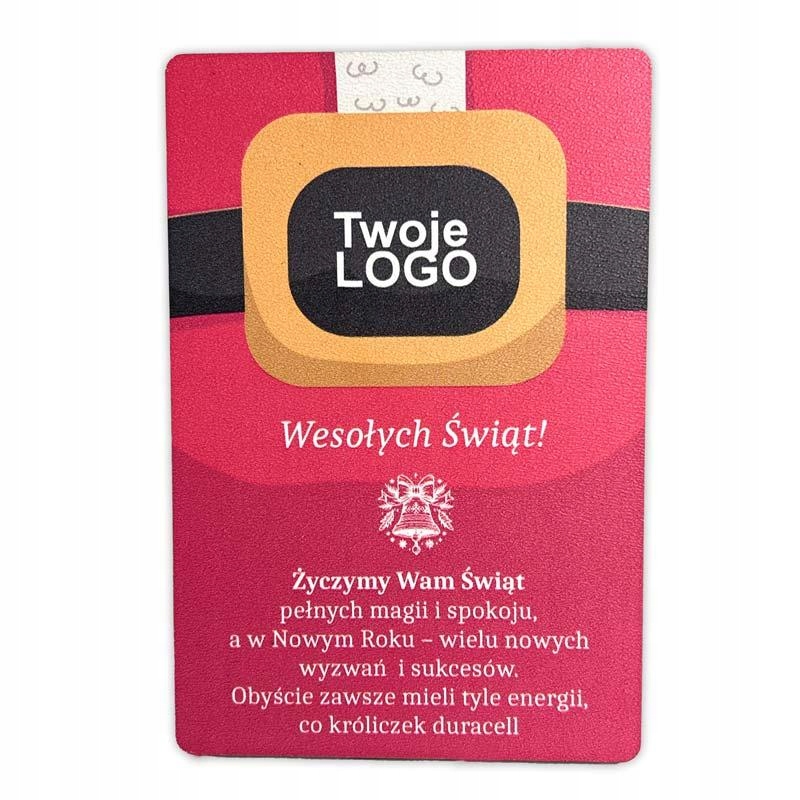 Twoje
LOGO
Wesołych Świąt!
Życzymy Wam Świąt
pełnych magii i spokoju,
a w Nowym Roku – wielu nowych
wyzwań i sukcesów.
Obyście zawsze mieli tyle energii,
co króliczek duracell